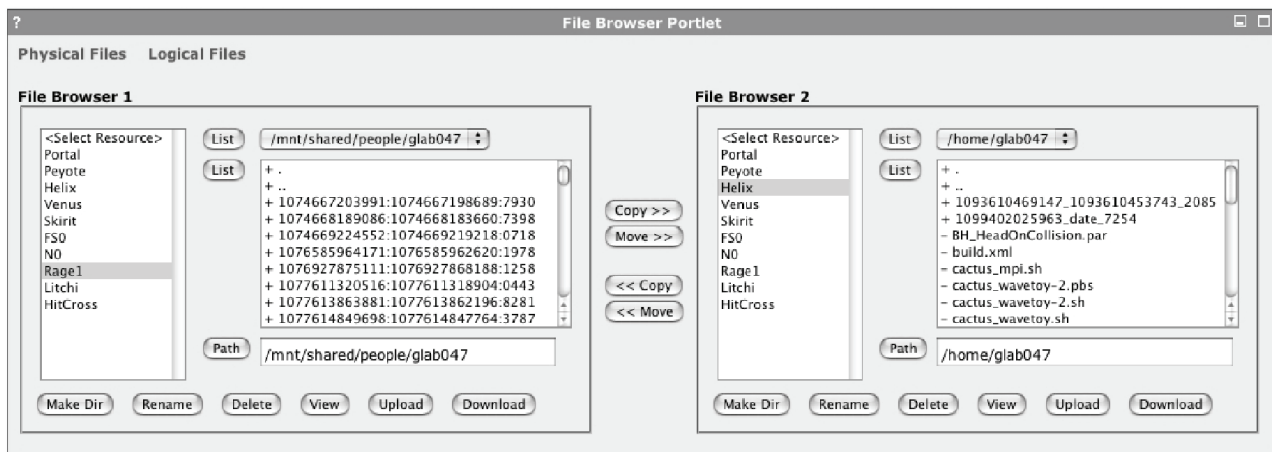 ?
File Browser Portlet
Physical Files Logical Files
File Browser 1
<Select Resource>
Portal
Peyote
Helix
Venus
Skirit
FS0
N0
Rage1
Litchi
HitCross
List /mnt/shared/people/glab047
List
+ .
+ ..
+ 1074667203991:1074667198689:7930
+ 1074668189086:1074668183660:7398
+ 1074669224552:1074669219218:0718
+ 1076585964171:1076585962620:1978
+ 1076927875111:1076927868188:1258
+ 1077611320516:1077611318904:0443
+ 1077613863881:1077613862196:8281
+ 1077614849698:1077614847764:3787
Path /mnt/shared/people/glab047
Make Dir Rename Delete View Upload Download
Copy >>
Move >>
<< Copy
<< Move
File Browser 2
<Select Resource>
Portal
Peyote
Helix
Venus
Skirit
FS0
N0
Rage1
Litchi
HitCross
List /home/glab047
List
+ .
+ ..
+ 1093610469147_1093610453743_2085
+ 1099402025963_date_7254
- BH_HeadOnCollision.par
- build.xml
- cactus_mpi.sh
- cactus_wavetoy-2.pbs
- cactus_wavetoy-2.sh
- cactus_wavetoy.sh
Path /home/glab047
Make Dir Rename Delete View Upload Download